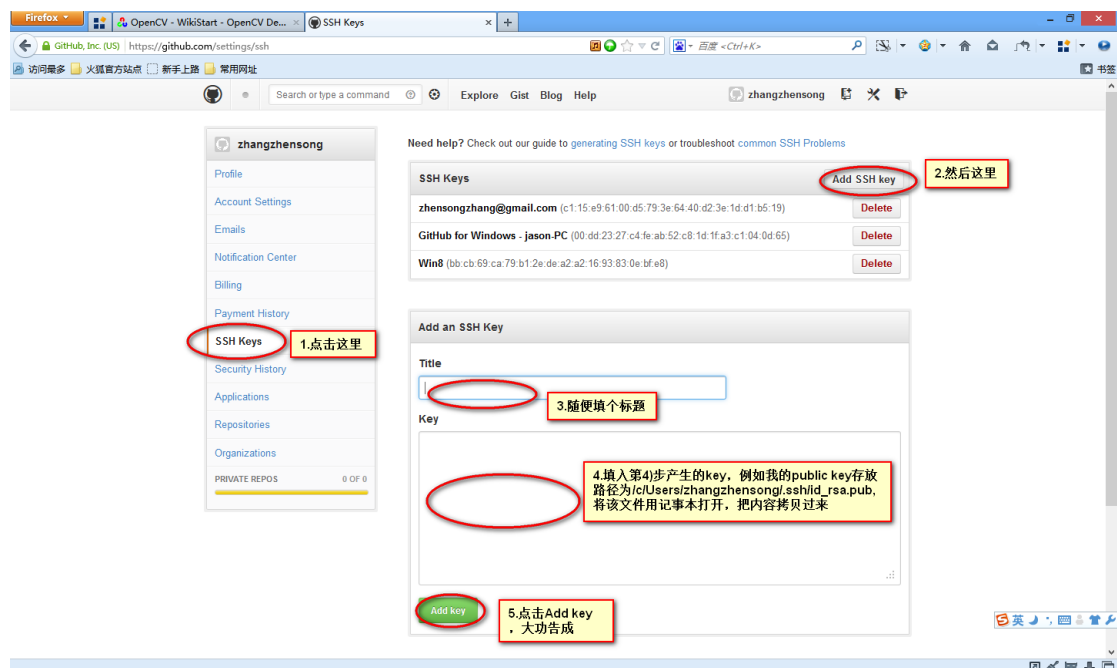 Firefox
OpenCV - WikiStart - OpenCV De...
SSH Keys
GitHub, Inc. (US)
https://github.com/settings/ssh
百度 <Ctrl+K>
访问最多
火狐官方站点
新手上路
常用网址
书签
Search or type a command
Explore Gist Blog Help
zhangzhensong
zhangzhensong
Profile
Account Settings
Emails
Notification Center
Billing
Payment History
SSH Keys
1.点击这里
Security History
Applications
Repositories
Organizations
PRIVATE REPOS 0 OF 0
Need help? Check out our guide to generating SSH keys or troubleshoot common SSH Problems
SSH Keys
Add SSH key
2.然后这里
zhensongzhang@gmail.com (c1:15:e9:61:00:d5:79:3e:64:40:d2:3e:1d:d1:b5:19) Delete
GitHub for Windows - jason-PC (00:dd:23:27:c4:fe:ab:52:c8:1d:1f:a3:c1:04:0d:65) Delete
Win8 (bb:cb:69:ca:79:b1:2e:de:a2:a2:16:93:83:0e:bf:e8) Delete
Add an SSH Key
Title
3.随便填个标题
Key
4.填入第4)步产生的key，例如我的public key存放
路径为/c/Users/zhangzhensong/.ssh/id_rsa.pub,
将该文件用记事本打开，把内容拷贝过来
Add key
5.点击Add key
，大功告成
英